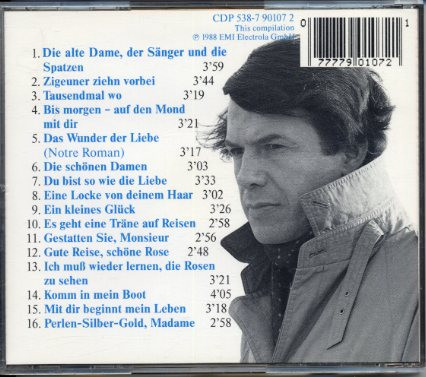 CDP 538-7 90107 2
This compilation
℗ 1988 EMI Electrola GmbH
0 77779 01072 1
1. Die alte Dame, der Sänger und die
Spatzen 3'59
2. Zigeuner ziehn vorbei 3'44
3. Tausendmal wo 3'19
4. Bis morgen – auf den Mond
mit dir 3'21
5. Das Wunder der Liebe
(Notre Roman) 3'17
6. Die schönen Damen 3'03
7. Du bist so wie die Liebe 3'33
8. Eine Locke von deinem Haar 3'02
9. Ein kleines Glück 3'26
10. Es geht eine Träne auf Reisen 2'58
11. Gestatten Sie, Monsieur 2'56
12. Gute Reise, schöne Rose 2'48
13. Ich muß wieder lernen, die Rosen
zu sehen 3'21
14. Komm in mein Boot 4'05
15. Mit dir beginnt mein Leben 3'18
16. Perlen-Silber-Gold, Madame 2'58